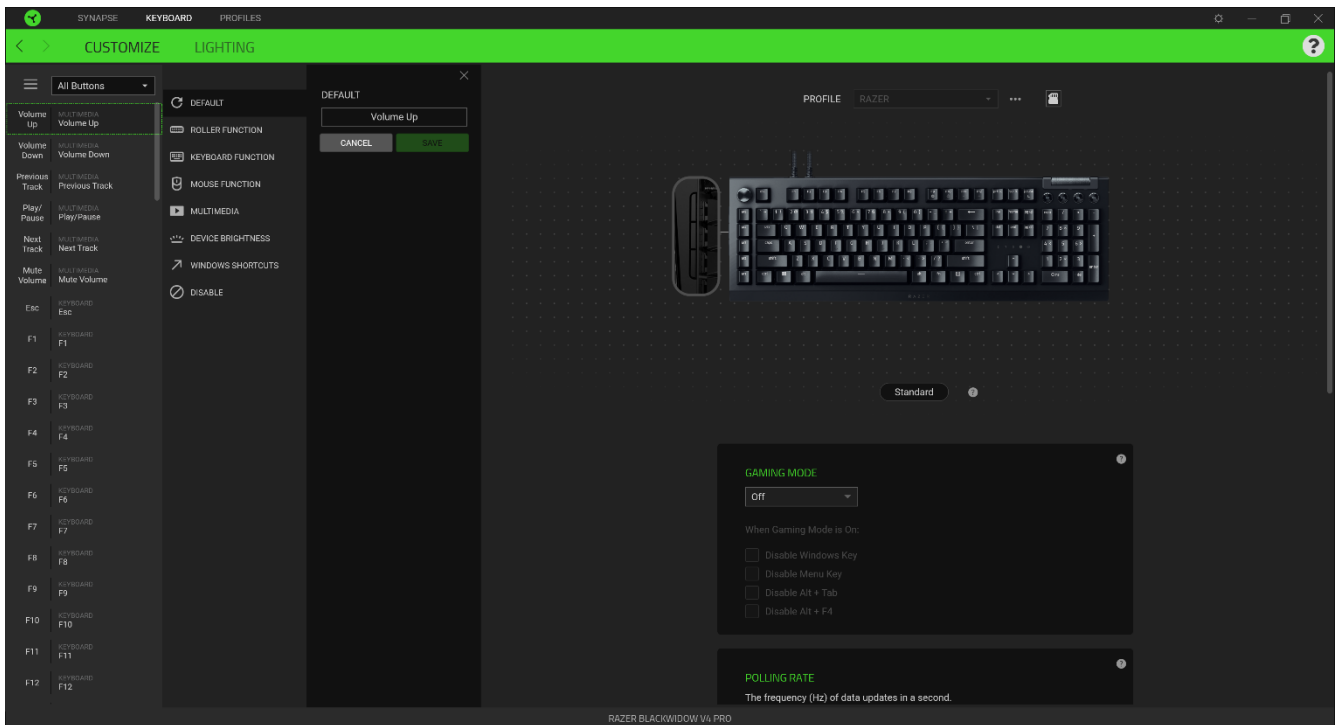 SYNAPSE KEYBOARD PROFILES
CUSTOMIZE LIGHTING
?
All Buttons
Volume Up MULTIMEDIA Volume Up
Volume Down MULTIMEDIA Volume Down
Previous Track MULTIMEDIA Previous Track
Play/Pause MULTIMEDIA Play/Pause
Next Track MULTIMEDIA Next Track
Mute Volume MULTIMEDIA Mute Volume
Esc KEYBOARD Esc
F1 KEYBOARD F1
F2 KEYBOARD F2
F3 KEYBOARD F3
F4 KEYBOARD F4
F5 KEYBOARD F5
F6 KEYBOARD F6
F7 KEYBOARD F7
F8 KEYBOARD F8
F9 KEYBOARD F9
F10 KEYBOARD F10
F11 KEYBOARD F11
F12 KEYBOARD F12
DEFAULT
ROLLER FUNCTION
KEYBOARD FUNCTION
MOUSE FUNCTION
MULTIMEDIA
DEVICE BRIGHTNESS
WINDOWS SHORTCUTS
DISABLE
DEFAULT
Volume Up
CANCEL SAVE
PROFILE RAZER
RAZER
Standard ?
GAMING MODE ?
Off
When Gaming Mode is On:
Disable Windows Key
Disable Menu Key
Disable Alt + Tab
Disable Alt + F4
POLLING RATE ?
The frequency (Hz) of data updates in a second.
RAZER BLACKWIDOW V4 PRO